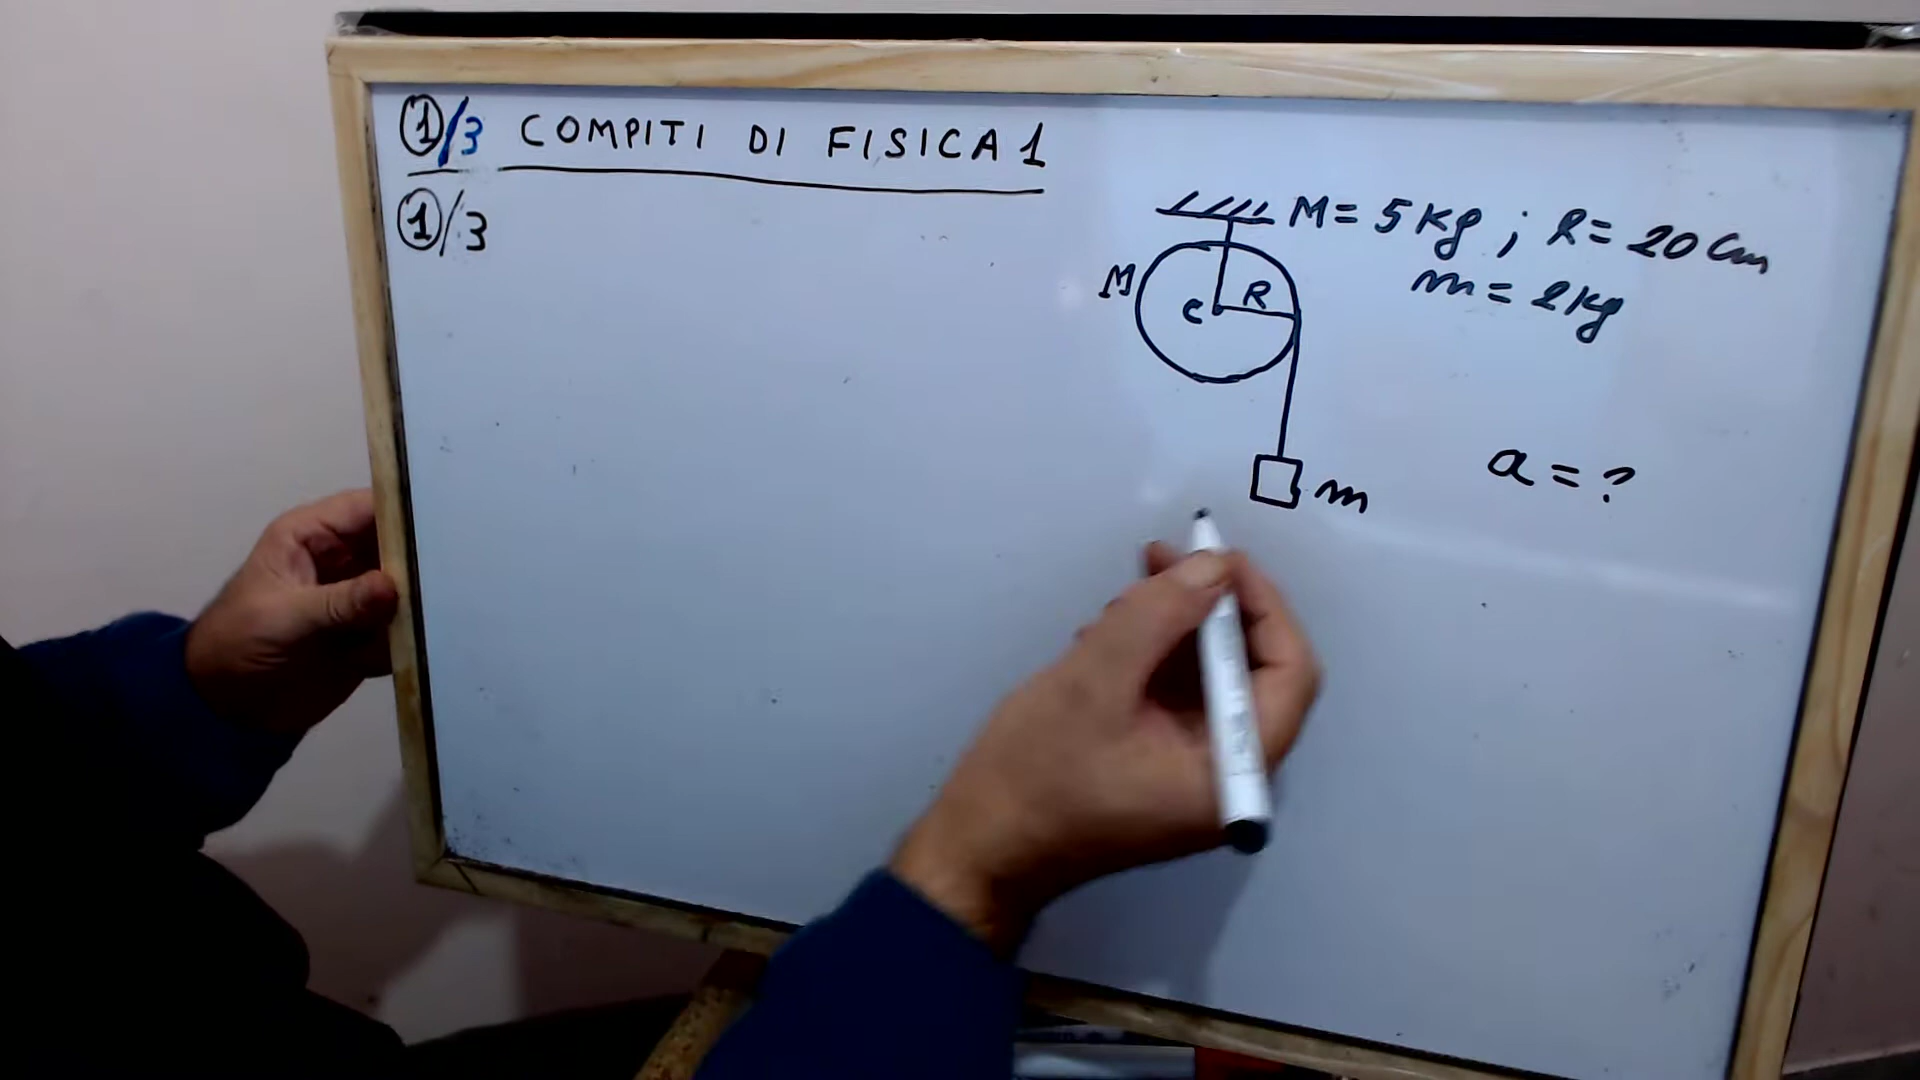 ①/3 COMPITI DI FISICA 1
①/3
M = 5 Kg ; R = 20 cm
m = 2 Kg
M
C R
a = ?
m